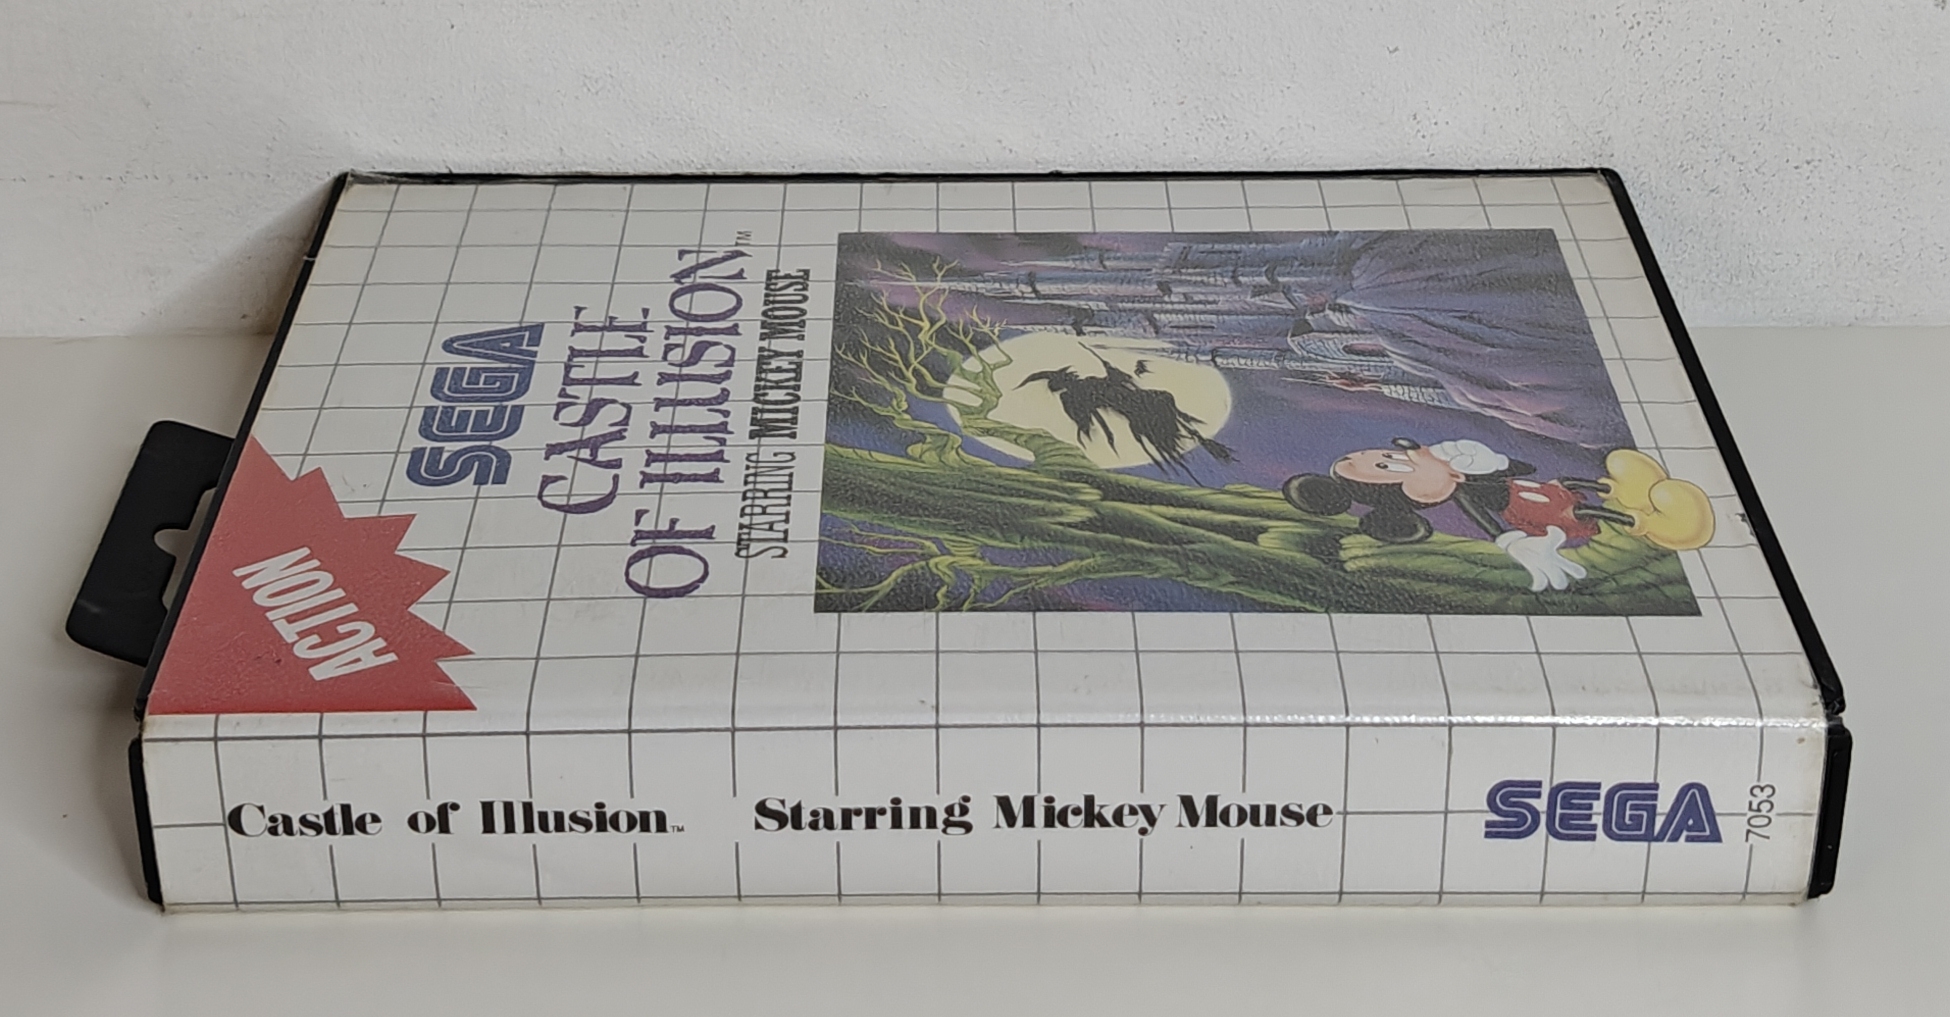 SEGA
CASTLE
OF ILLUSION™
STARRING MICKEY MOUSE
ACTION
Castle of Illusion™ Starring Mickey Mouse
SEGA
7053